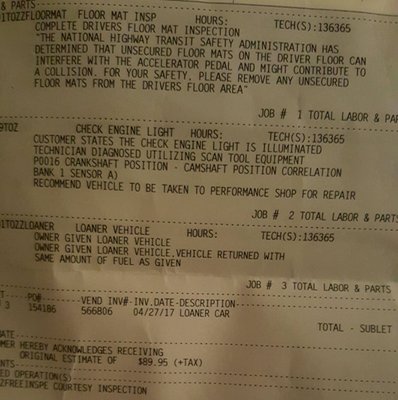 & PARTS
01TOZZFLOORMAT FLOOR MAT INSP HOURS: TECH(S):136365
COMPLETE DRIVERS FLOOR MAT INSPECTION
"THE NATIONAL HIGHWAY TRANSIT SAFETY ADMINISTRATION HAS
DETERMINED THAT UNSECURED FLOOR MATS ON THE DRIVER FLOOR CAN
INTERFERE WITH THE ACCELERATOR PEDAL AND MIGHT CONTRIBUTE TO
A COLLISION. FOR YOUR SAFETY, PLEASE REMOVE ANY UNSECURED
FLOOR MATS FROM THE DRIVERS FLOOR AREA"
JOB # 1 TOTAL LABOR & PAR
9TOZ CHECK ENGINE LIGHT HOURS: TECH(S):136365
CUSTOMER STATES THE CHECK ENGINE LIGHT IS ILLUMINATED
TECHNICIAN DIAGNOSED UTILIZING SCAN TOOL EQUIPMENT
P0016 CRANKSHAFT POSITION - CAMSHAFT POSITION CORRELATION
BANK 1 SENSOR A)
RECOMMEND VEHICLE TO BE TAKEN TO PERFORMANCE SHOP FOR REPAIR
JOB # 2 TOTAL LABOR & PARTS
01TOZZLOANER LOANER VEHICLE HOURS: TECH(S):136365
OWNER GIVEN LOANER VEHICLE
OWNER GIVEN LOANER VEHICLE,VEHICLE RETURNED WITH
SAME AMOUNT OF FUEL AS GIVEN
JOB # 3 TOTAL LABOR & PARTS
PO# VEND INV#-INV.DATE-DESCRIPTION
3 154186 566806 04/27/17 LOANER CAR
TOTAL - SUBLET
MATE
OMER HEREBY ACKNOWLEDGES RECEIVING
ORIGINAL ESTIMATE OF $89.95 (+TAX)
ENTS
ED OPERATION(S)
ZFREEINSPE COURTESY INSPECTION